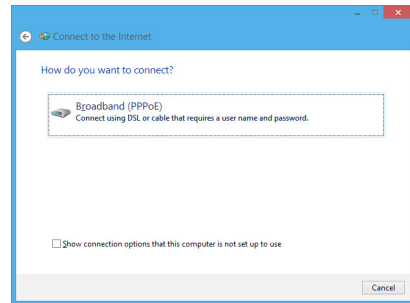 Connect to the Internet
How do you want to connect?
Broadband (PPPoE)
Connect using DSL or cable that requires a user name and password.
Show connection options that this computer is not set up to use
Cancel